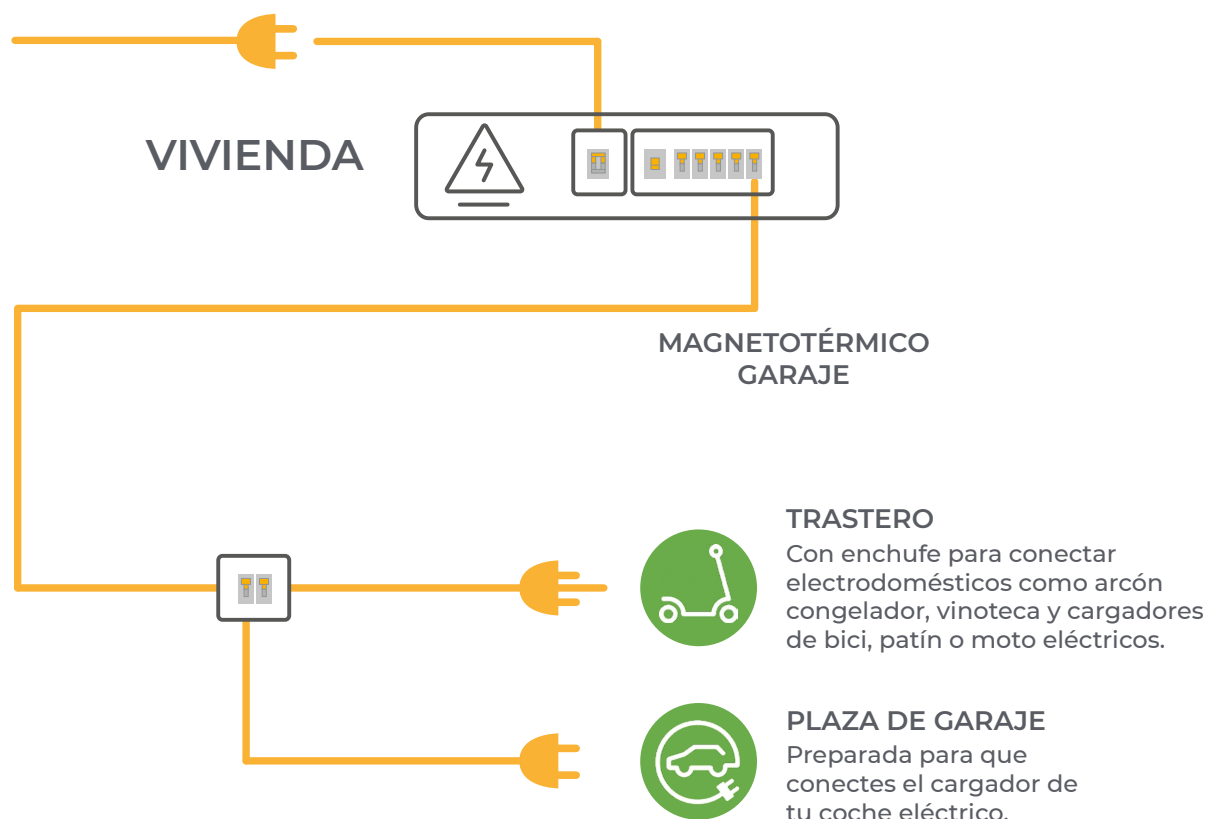 VIVIENDA
MAGNETOTÉRMICO
GARAJE
TRASTERO
Con enchufe para conectar
electrodomésticos como arcón
congelador, vinoteca y cargadores
de bici, patín o moto eléctricos.
PLAZA DE GARAJE
Preparada para que
conectes el cargador de
tu coche eléctrico.